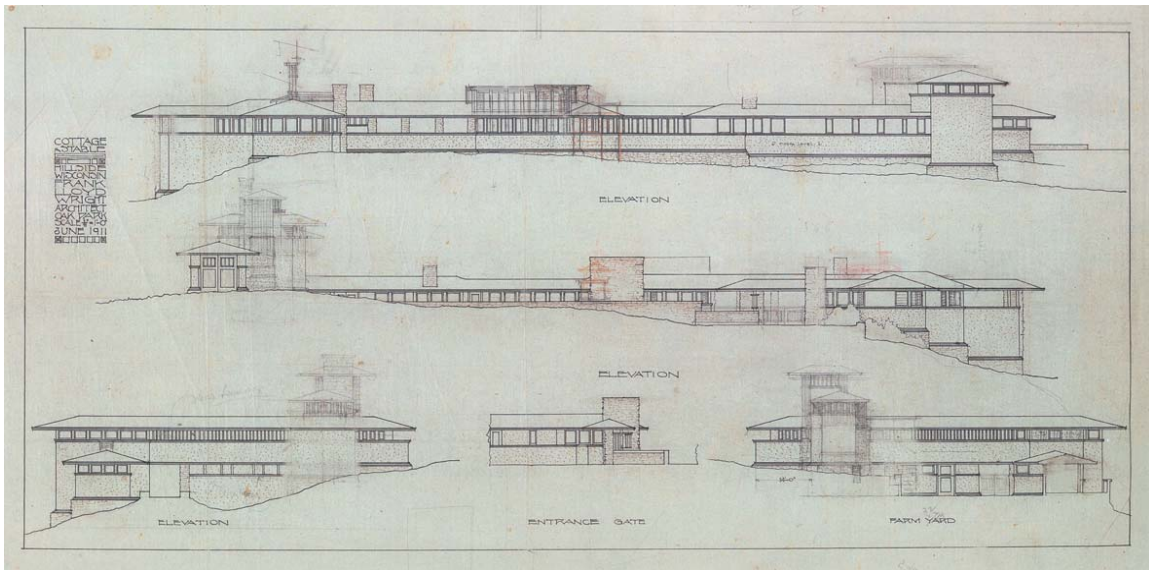 COTTAGE
& STABLE
HILLSIDE
WISCONSIN
FRANK
LLOYD
WRIGHT
ARCHITECT
OAK PARK
SCALE
JUNE 1911
ELEVATION
ELEVATION
ELEVATION
ENTRANCE GATE
FARM YARD